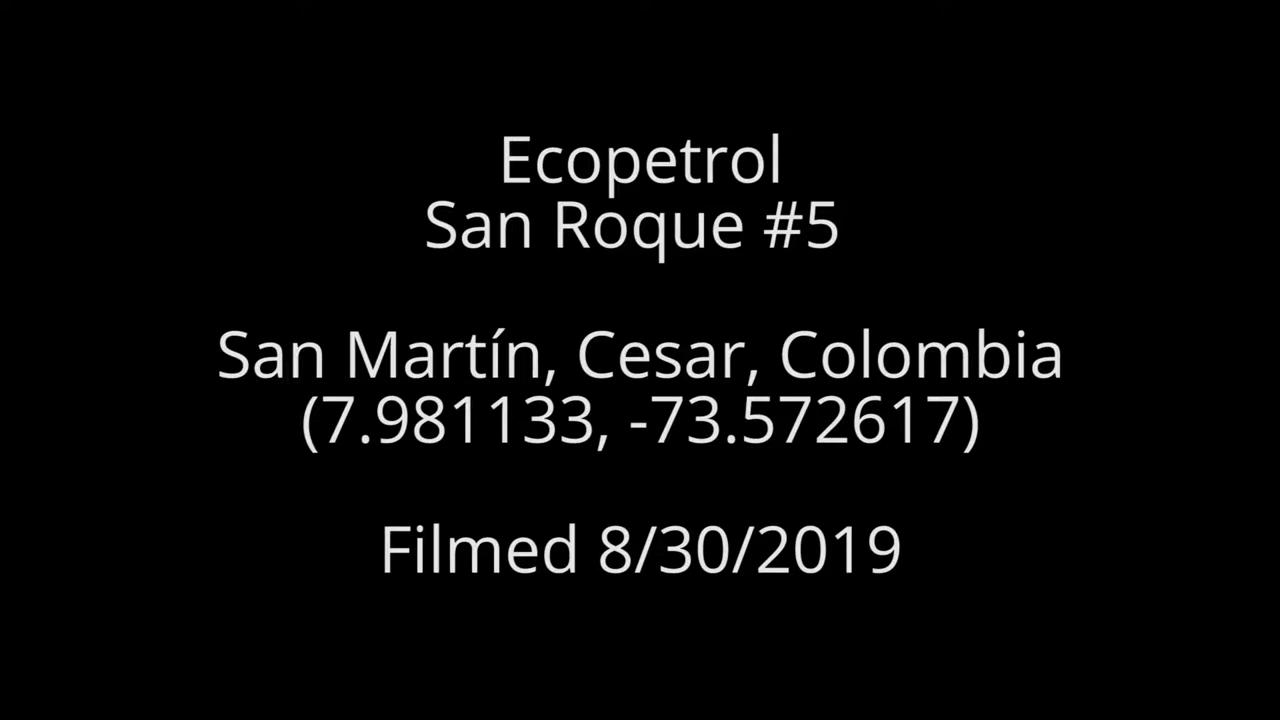 Ecopetrol
San Roque #5
San Martín, Cesar, Colombia
(7.981133, -73.572617)
Filmed 8/30/2019